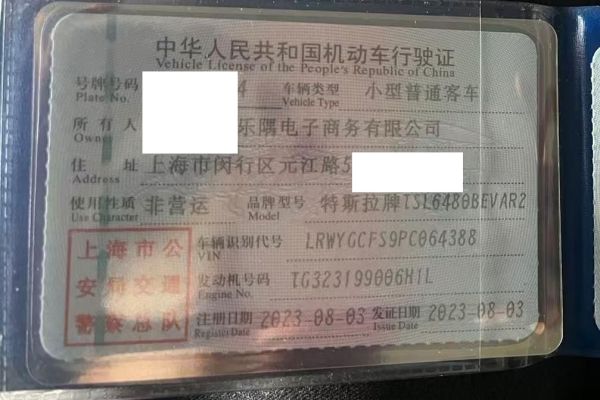 中华人民共和国机动车行驶证
Vehicle License of the People's Republic of China
号牌号码 4 车辆类型 小型普通客车
Plate No. Vehicle Type
所有人 乐隅电子商务有限公司
Owner
住址 上海市闵行区元江路5
Address
使用性质 非营运 品牌型号 特斯拉牌TSL6480BEVAR2
Use Character Model
上海市公安局交通警察总队
车辆识别代号 LRWYGCFS9PC064388
VIN
发动机号码 TG323199006H1L
Engine No.
注册日期 2023-08-03 发证日期 2023-08-03
Register Date Issue Date